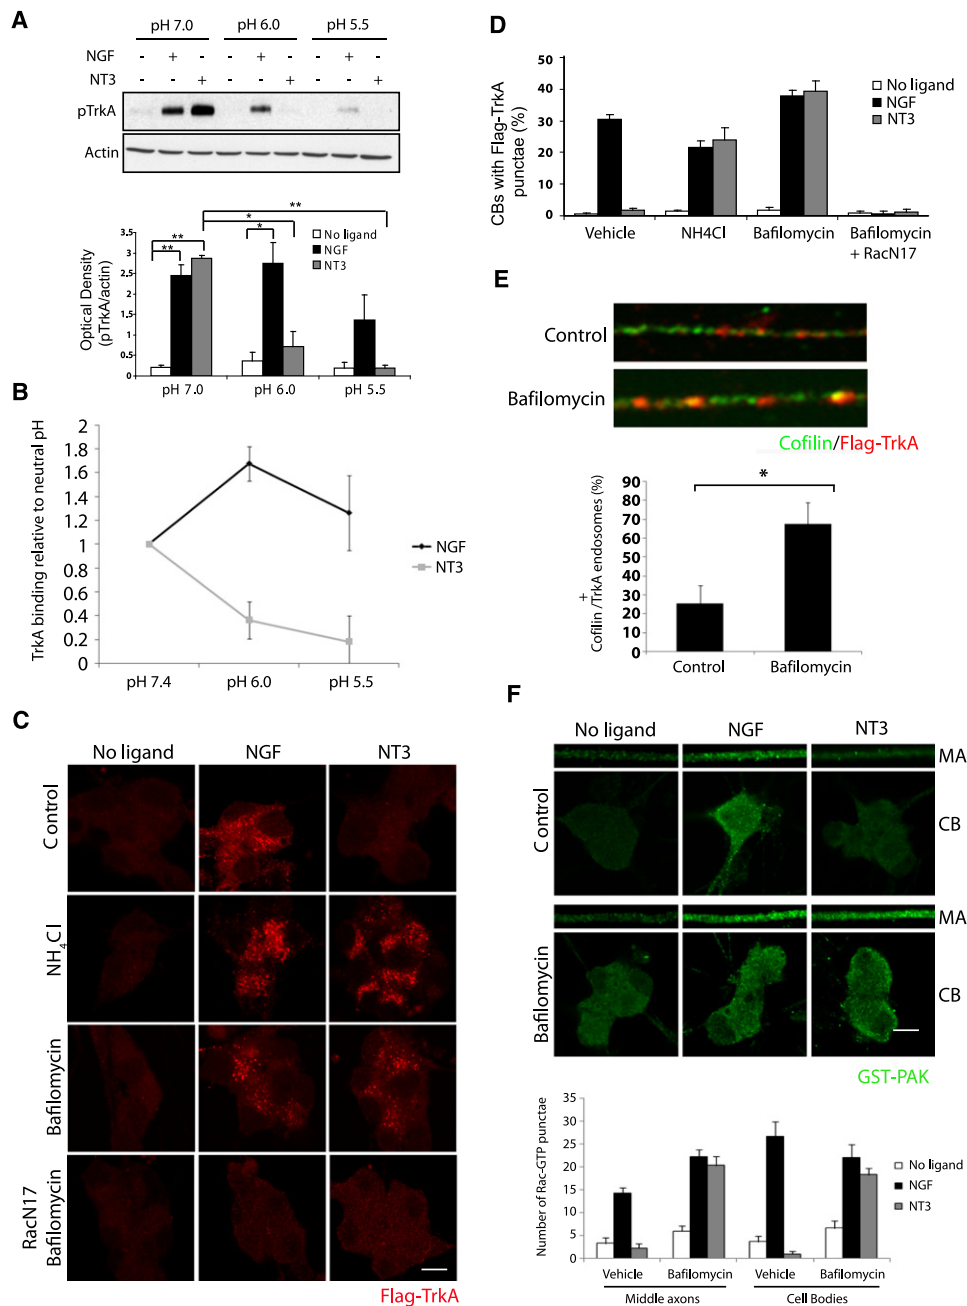 A
pH 7.0 pH 6.0 pH 5.5
NGF - + - - + - - + -
NT3 - - + - - + - - +
pTrkA
Actin
** 
** * No ligand
** * NGF
NT3
Optical Density
(pTrkA/actin)
3.5
3
2.5
2
1.5
1
0.5
0
pH 7.0 pH 6.0 pH 5.5
B
TrkA binding relative to neutral pH
2
1.8
1.6
1.4
1.2
1
0.8
0.6
0.4
0.2
0
NGF
NT3
pH 7.4 pH 6.0 pH 5.5
C
No ligand NGF NT3
Control
NH4Cl
Bafilomycin
RacN17
Bafilomycin
Flag-TrkA
D
CBs with Flag-TrkA
punctae (%)
50
40
30
20
10
0
No ligand
NGF
NT3
Vehicle NH4Cl Bafilomycin Bafilomycin
+ RacN17
E
Control
Bafilomycin
Cofilin/Flag-TrkA
Cofilin+/TrkA endosomes (%)
90
80
70
60
50
40
30
20
10
0
*
Control Bafilomycin
F
No ligand NGF NT3
MA
Control CB
MA
Bafilomycin CB
GST-PAK
Number of Rac-GTP punctae
35
30
25
20
15
10
5
0
No ligand
NGF
NT3
Vehicle Bafilomycin Vehicle Bafilomycin
Middle axons Cell Bodies